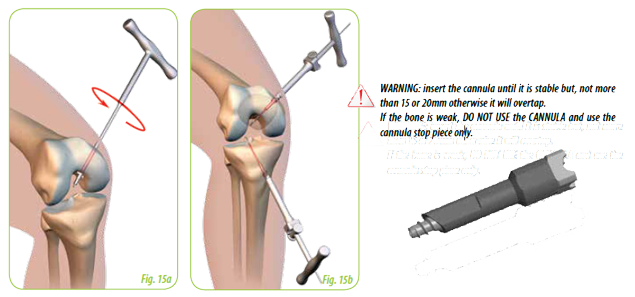 WARNING: insert the cannula until it is stable but, not more
than 15 or 20mm otherwise it will overtap.
If the bone is weak, DO NOT USE the CANNULA and use the
cannula stop piece only.
Fig. 15a
Fig. 15b